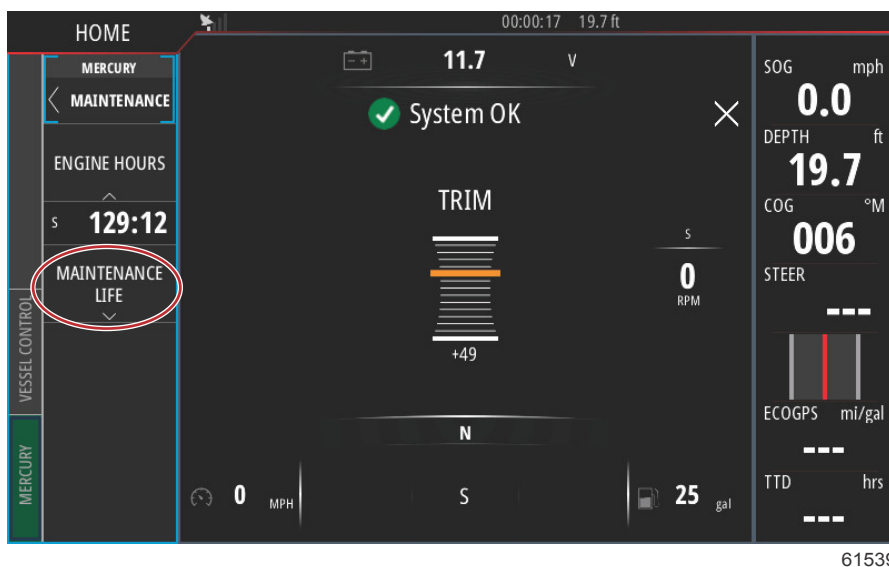 HOME
00:00:17 19.7 ft
MERCURY
MAINTENANCE
ENGINE HOURS
S 129:12
MAINTENANCE
LIFE
VESSEL CONTROL
MERCURY
11.7 V
System OK
TRIM
+49
S
0
RPM
N
0 MPH
S
25 gal
SOG mph
0.0
DEPTH ft
19.7
COG °M
006
STEER
---
ECOGPS mi/gal
---
TTD hrs
---
61539